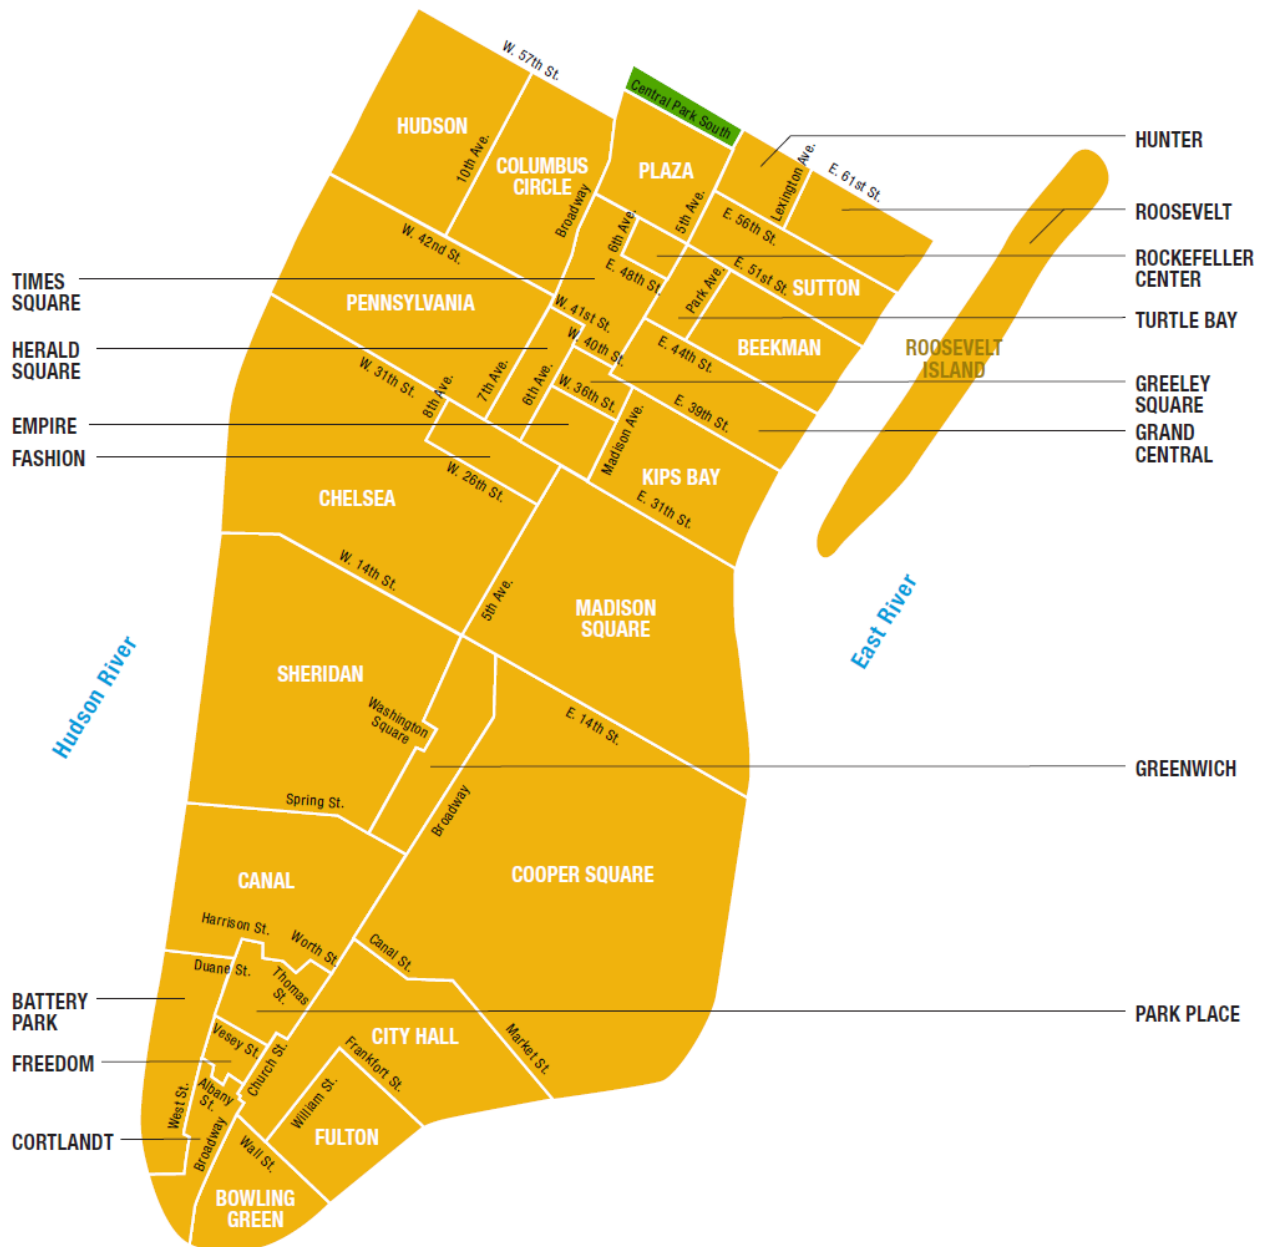 W. 57th St.
Central Park South
HUDSON
10th Ave.
COLUMBUS
CIRCLE
Broadway
PLAZA
5th Ave.
Lexington Ave.
E. 61st St.
HUNTER
ROOSEVELT
ROCKEFELLER
CENTER
TURTLE BAY
GREELEY
SQUARE
GRAND
CENTRAL
E. 56th St.
6th Ave.
E. 48th St.
E. 51st St.
SUTTON
Park Ave.
W. 42nd St.
PENNSYLVANIA
W. 41st St.
W. 40th St.
E. 44th St.
BEEKMAN
ROOSEVELT
ISLAND
TIMES
SQUARE
HERALD
SQUARE
EMPIRE
FASHION
W. 31th St.
8th Ave.
7th Ave.
6th Ave.
W. 36th St.
Madison Ave.
E. 39th St.
KIPS BAY
E. 31th St.
W. 26th St.
CHELSEA
W. 14th St.
5th Ave.
MADISON
SQUARE
East River
Hudson River
SHERIDAN
Washington
Square
E. 14th St.
GREENWICH
Spring St.
Broadway
COOPER SQUARE
CANAL
Harrison St.
Worth St.
Canal St.
Duane St.
Thomas
St.
BATTERY
PARK
PARK PLACE
FREEDOM
Vesey St.
Church St.
CITY HALL
Frankfort St.
Market St.
West St.
Albany
St.
William St.
CORTLANDT
Broadway
Wall St.
FULTON
BOWLING
GREEN